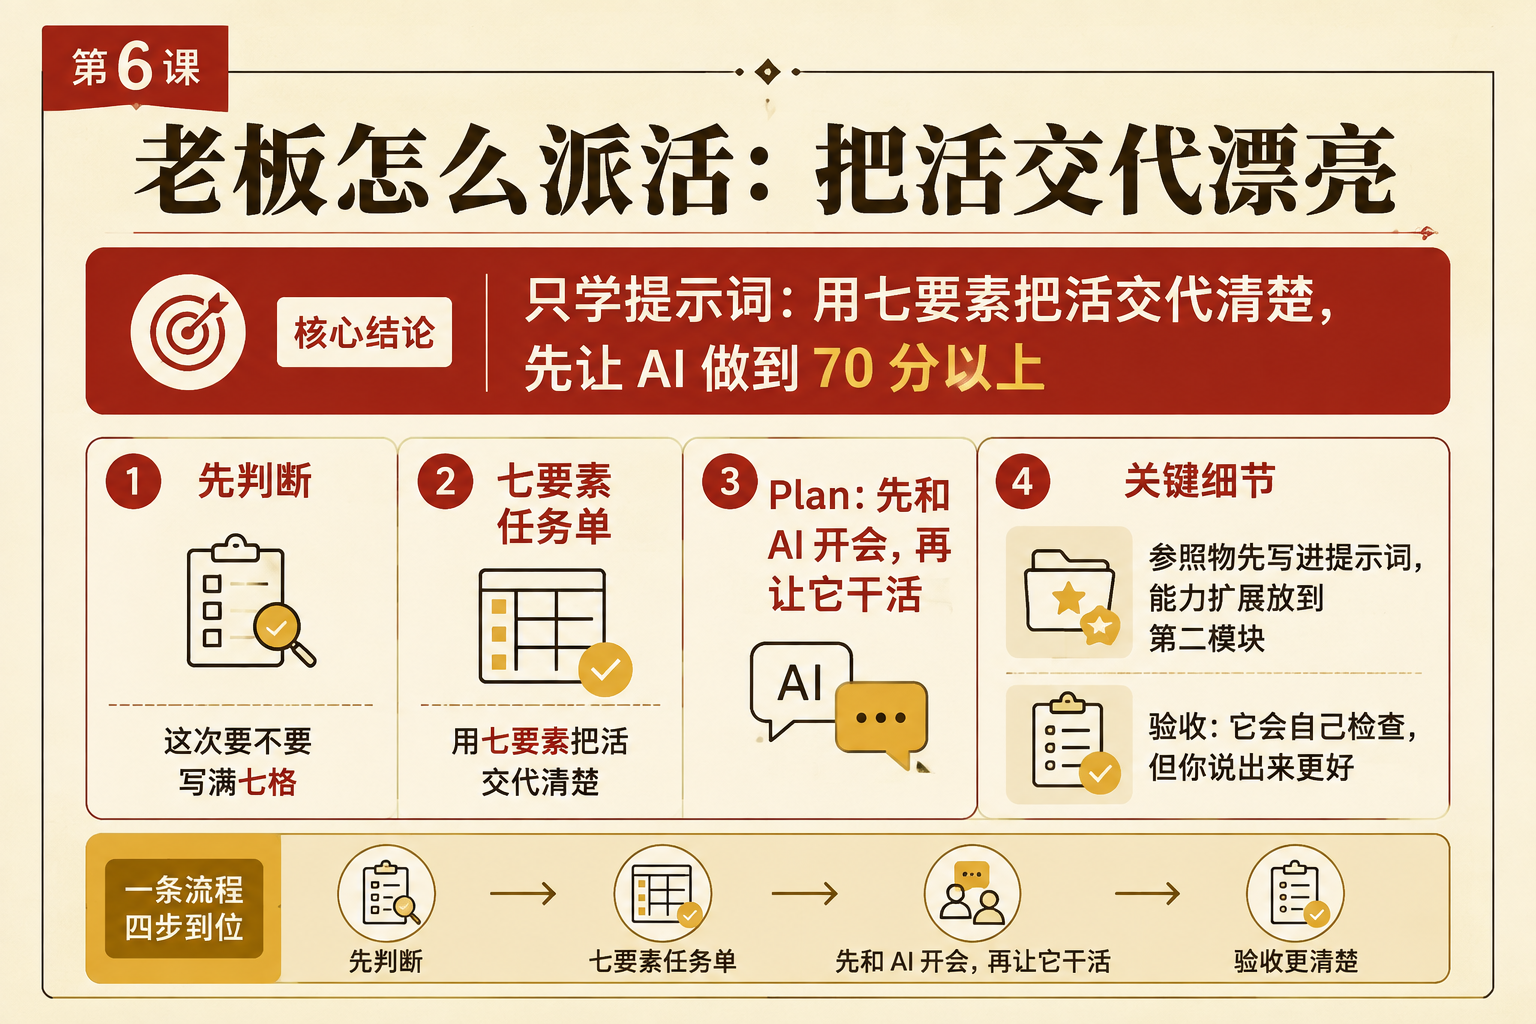 第6课
老板怎么派活：把活交代漂亮
核心结论
只学提示词：用七要素把活交代清楚，
先让 AI 做到 70 分以上
1 先判断
这次要不要
写满七格
2 七要素
任务单
用七要素把活
交代清楚
3 Plan：先和
AI 开会，再
让它干活
AI
4 关键细节
参照物先写进提示词，
能力扩展放到
第二模块
验收：它会自己检查，
但你说出来更好
一条流程
四步到位
先判断
七要素任务单
先和 AI 开会，再让它干活
验收更清楚